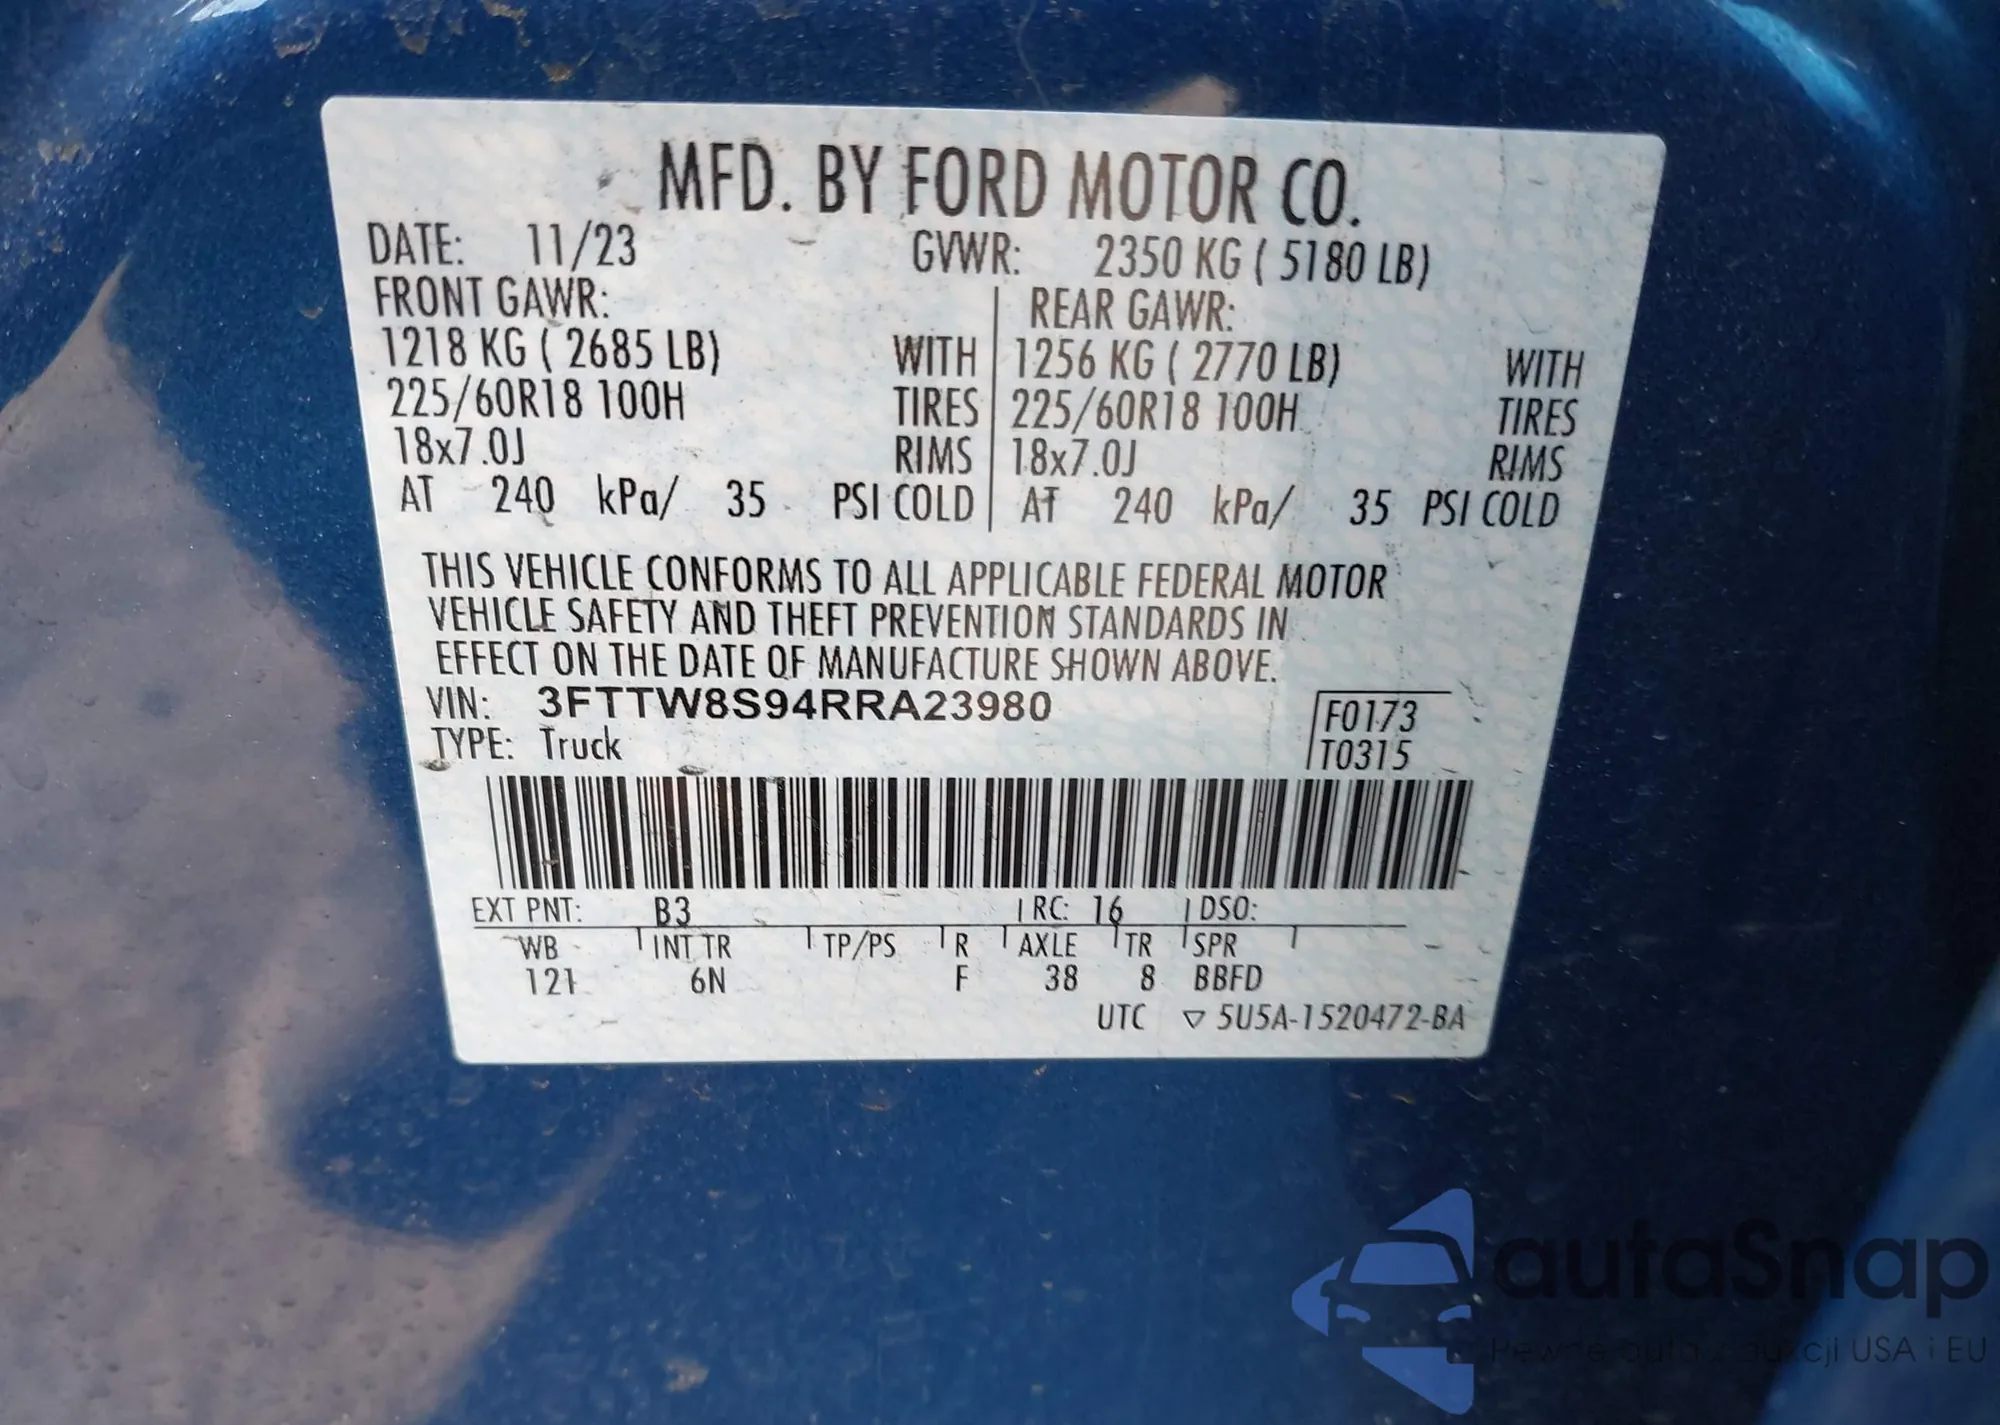 MFD. BY FORD MOTOR CO.
DATE: 11/23 GVWR: 2350 KG ( 5180 LB)
FRONT GAWR: REAR GAWR:
1218 KG ( 2685 LB) WITH 1256 KG ( 2770 LB) WITH
225/60R18 100H TIRES 225/60R18 100H TIRES
18x7.0J RIMS 18x7.0J RIMS
AT 240 kPa/ 35 PSI COLD AT 240 kPa/ 35 PSI COLD
THIS VEHICLE CONFORMS TO ALL APPLICABLE FEDERAL MOTOR
VEHICLE SAFETY AND THEFT PREVENTION STANDARDS IN
EFFECT ON THE DATE OF MANUFACTURE SHOWN ABOVE.
VIN: 3FTTW8S94RRA23980 F0173
TYPE: Truck T0315
EXT PNT: B3 RC: 16 DSO:
WB INT TR TP/PS R AXLE TR SPR
121 6N F 38 8 BBFD
UTC ▽ 5U5A-1520472-BA
autoSnap
Pewne auta z aukcji USA i EU